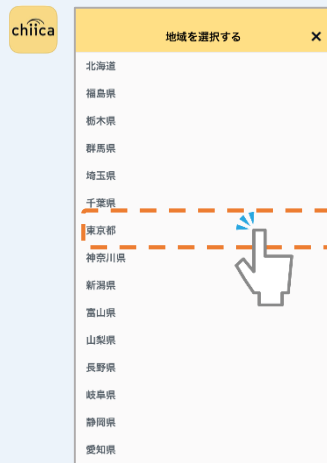 chiica
地域を選択する ×
北海道
福島県
栃木県
群馬県
埼玉県
千葉県
東京都
神奈川県
新潟県
富山県
山梨県
長野県
岐阜県
静岡県
愛知県